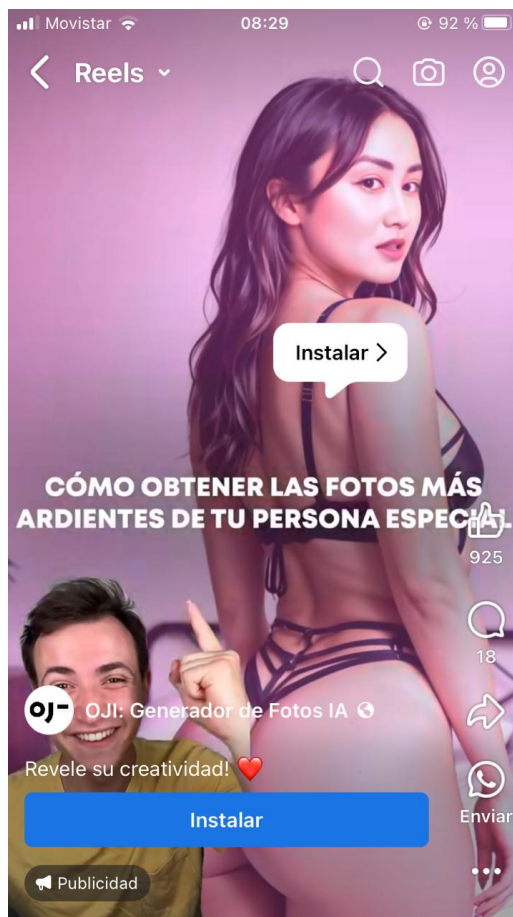 Movistar 08:29 92 %
Reels
Instalar >
CÓMO OBTENER LAS FOTOS MÁS
ARDIENTES DE TU PERSONA ESPECIAL
925
18
OJ- OJI: Generador de Fotos IA
Revele su creatividad! ❤️
Instalar
Enviar
Publicidad